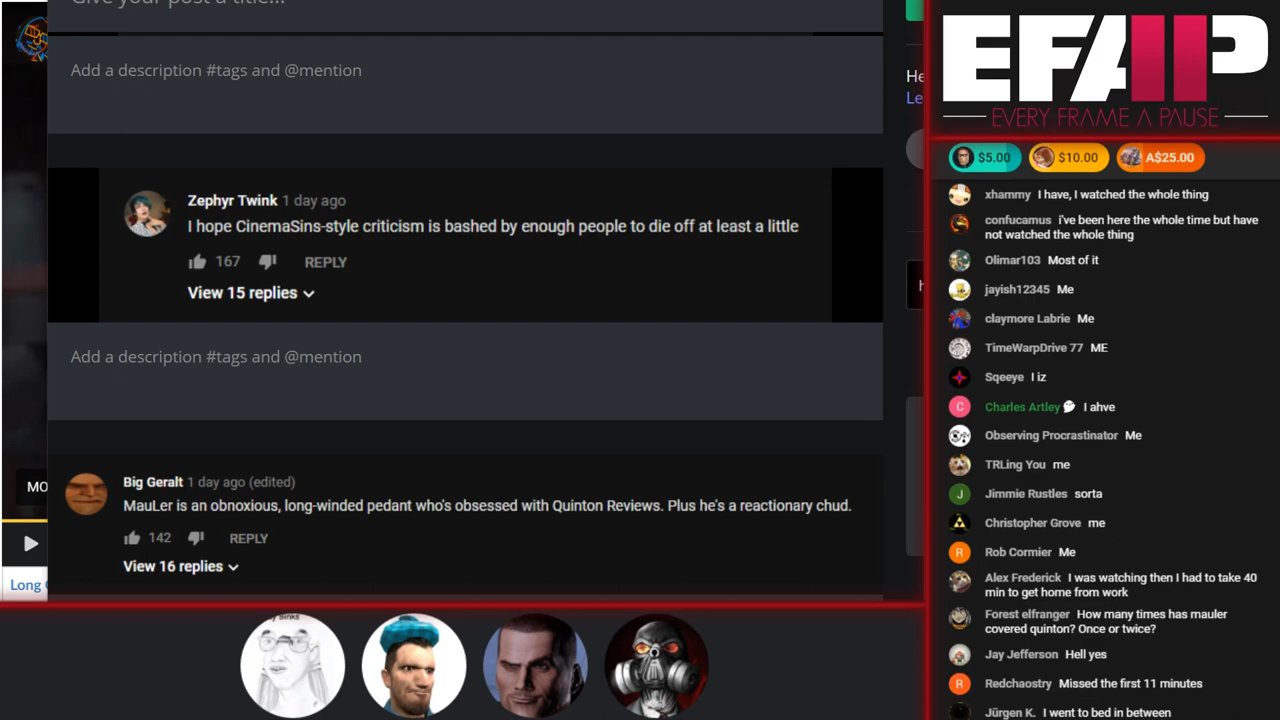 Give your post a title...
Add a description #tags and @mention
Zephyr Twink 1 day ago
I hope CinemaSins-style criticism is bashed by enough people to die off at least a little
167 REPLY
View 15 replies
Add a description #tags and @mention
Big Geralt 1 day ago (edited)
MauLer is an obnoxious, long-winded pedant who's obsessed with Quinton Reviews. Plus he's a reactionary chud.
142 REPLY
View 16 replies
MO
Long
He
Le
h
EFAP
EVERY FRAME A PAUSE
$5.00 $10.00 A$25.00
xhammy I have, I watched the whole thing
confucamus i've been here the whole time but have
not watched the whole thing
Olimar103 Most of it
jayish12345 Me
claymore Labrie Me
TimeWarpDrive 77 ME
Sqeeye I iz
C Charles Artley I ahve
Observing Procrastinator Me
TRLing You me
J Jimmie Rustles sorta
Christopher Grove me
R Rob Cormier Me
Alex Frederick I was watching then I had to take 40
min to get home from work
Forest elfranger How many times has mauler
covered quinton? Once or twice?
Jay Jefferson Hell yes
R Redchaostry Missed the first 11 minutes
Jürgen K. I went to bed in between